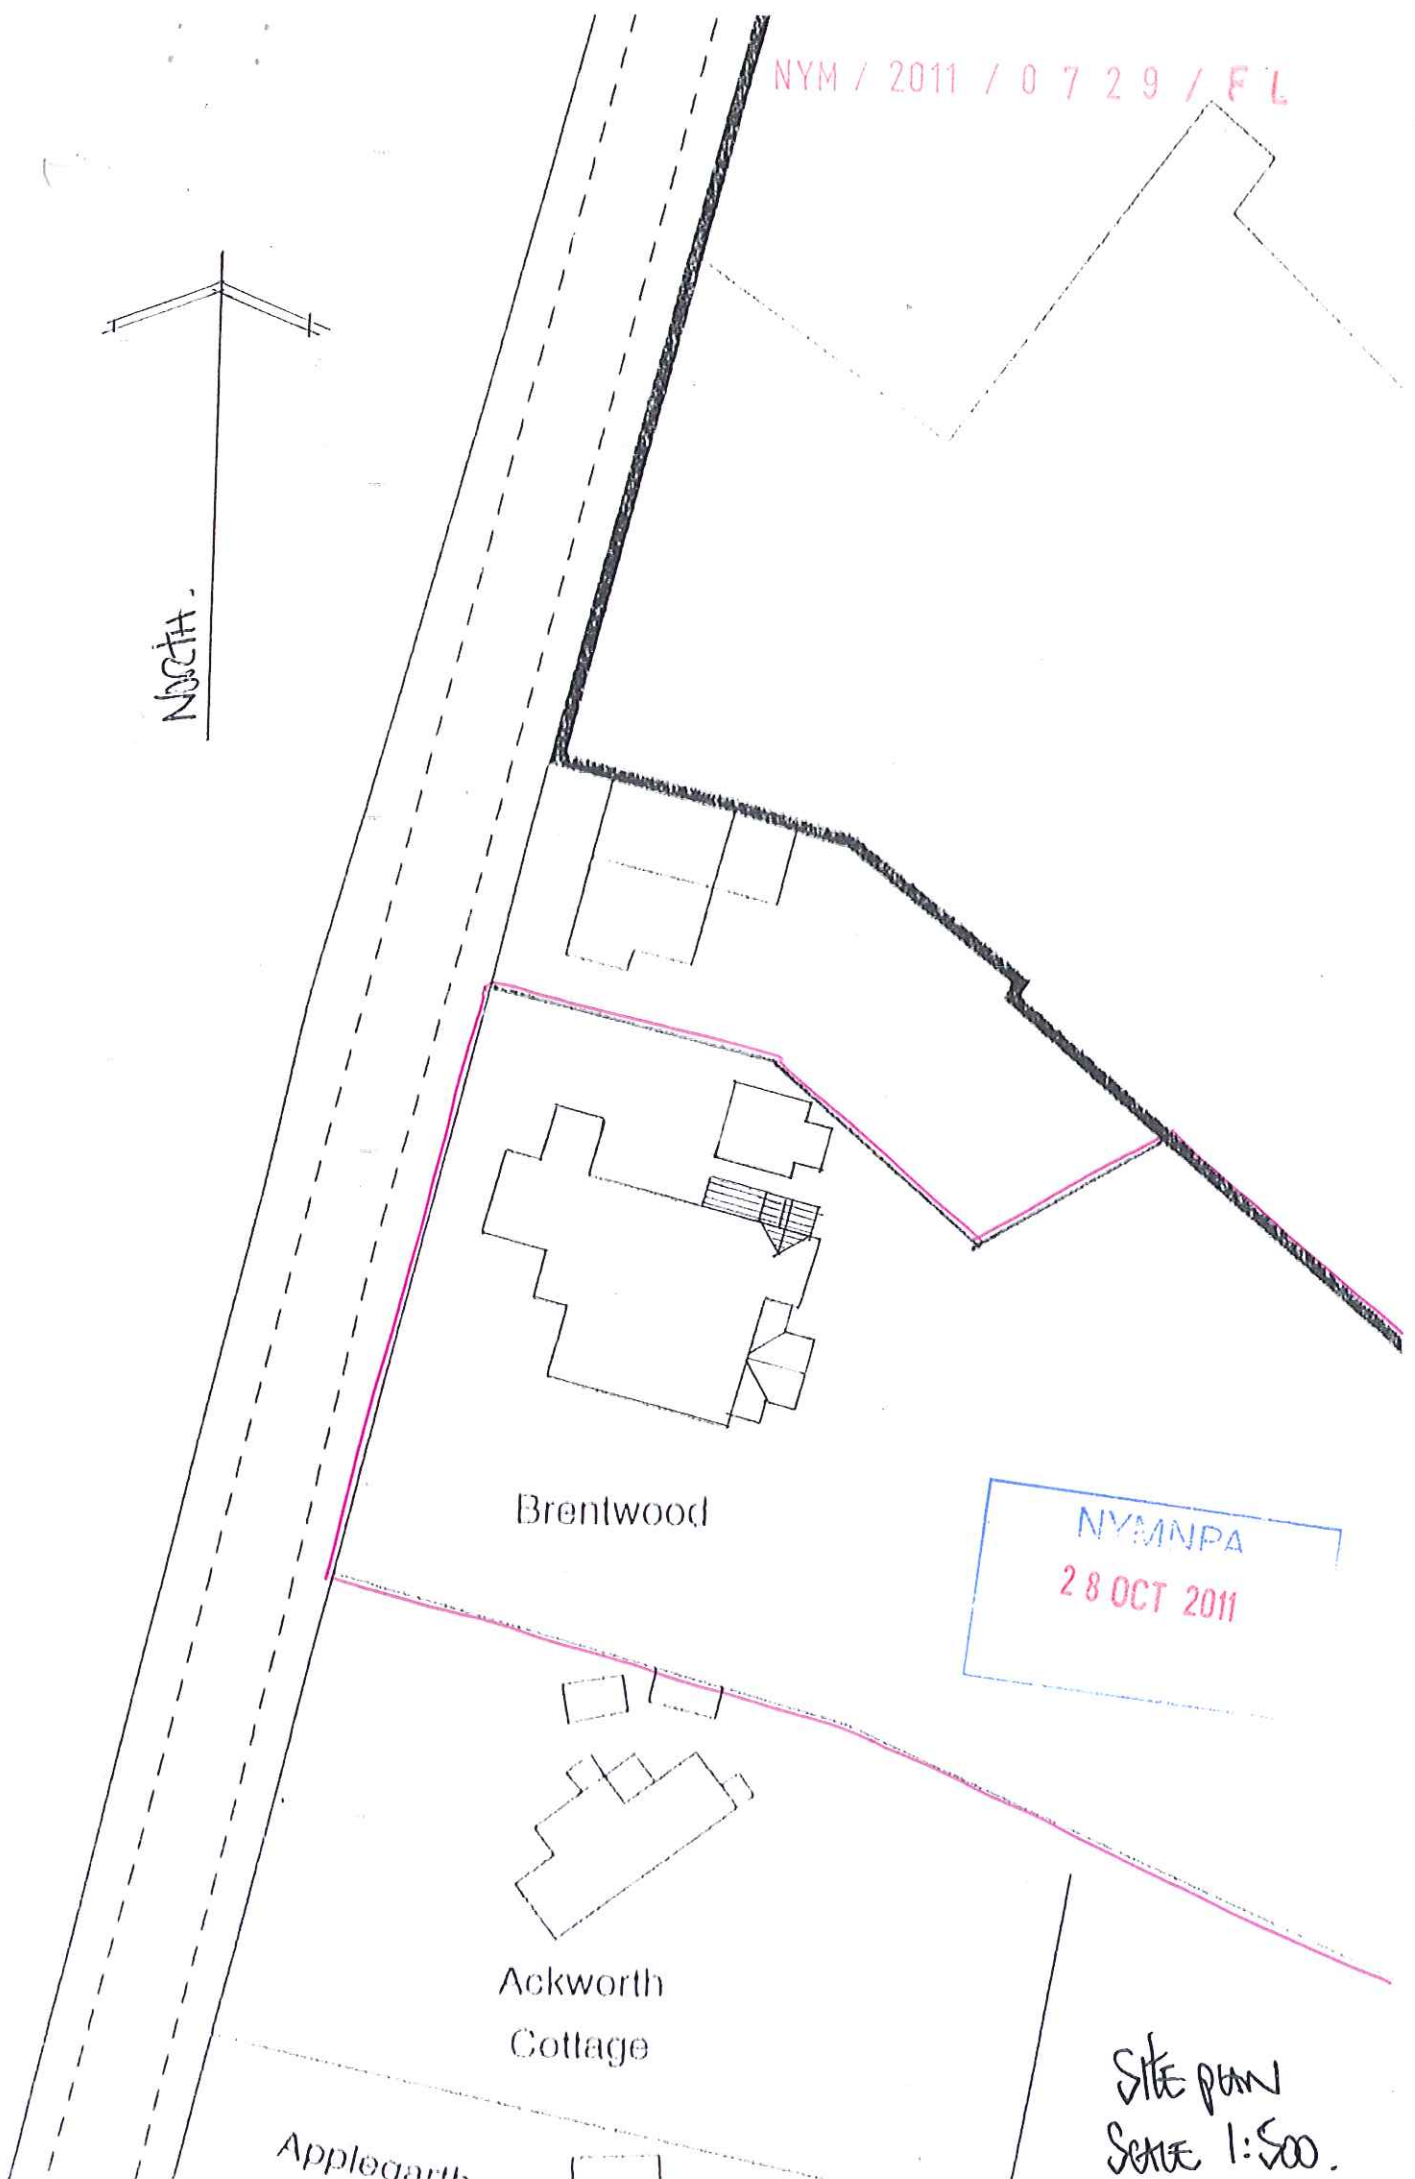 NYM / 2011 / 0 7 2 9 / F L
NORTH.
Brentwood
NYMNPA
2 8 OCT 2011
Ackworth
Cottage
Applegarth
SITE PLAN
SCALE 1:500.